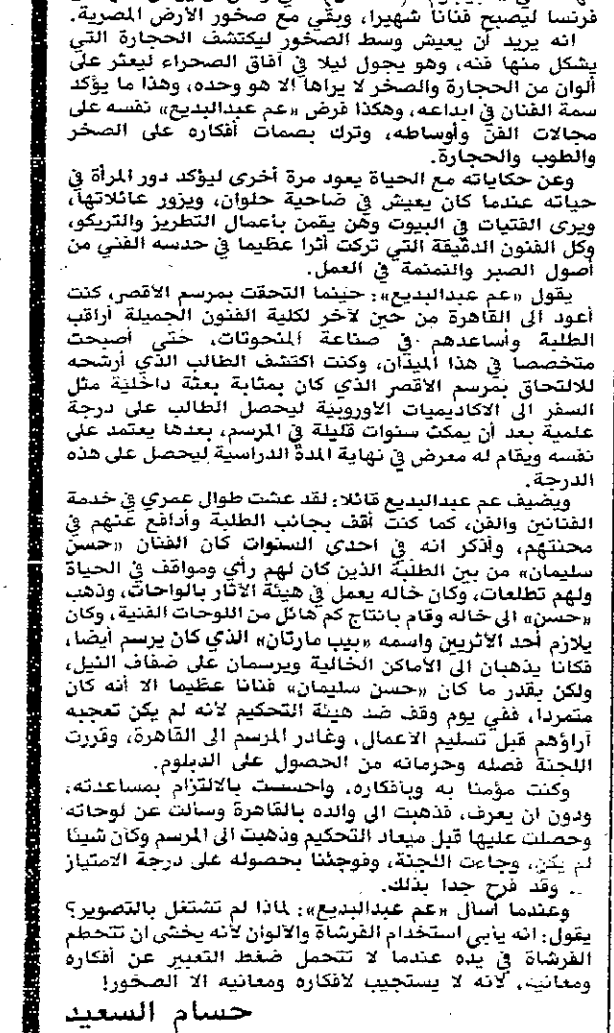 فرنسا ليصبح فنانا شهيرا، وبقي مع صخور الأرض المصرية.
انه يريد أن يعيش وسط الصخور ليكتشف الحجارة التي
يشكل منها فنه، وهو يجول ليلا في آفاق الصحراء ليعثر على
ألوان من الحجارة والصخر لا يراها إلا هو وحده، وهذا ما يؤكد
سمة الفنان في ابداعه، وهكذا فرض «عم عبدالبديع» نفسه على
مجالات الفن وأوساطه، وترك بصمات أفكاره على الصخر
والطوب والحجارة.
وعن حكاياته مع الحياة يعود مرة أخرى ليؤكد دور المرأة في
حياته عندما كان يعيش في ضاحية حلوان، ويزور عائلاتها،
ويرى الفتيات في البيوت وهن يقمن بأعمال التطريز والتريكو،
وكل الفنون الدقيقة التي تركت أثرا عظيما في حدسه الفني من
أصول الصبر والنمنمة في العمل.
يقول «عم عبدالبديع»: حينما التحقت بمرسم الأقصر، كنت
أعود الى القاهرة من حين لآخر لكلية الفنون الجميلة أراقب
الطلبة وأساعدهم في صناعة المنحوتات، حتى أصبحت
متخصصا في هذا الميدان، وكنت اكتشف الطالب الذي أرشحه
للالتحاق بمرسم الأقصر الذي كان بمثابة بعثة داخلية مثل
السفر الى الاكاديميات الأوروبية ليحصل الطالب على درجة
علمية بعد أن يمكث سنوات قليلة في المرسم، بعدها يعتمد على
نفسه ويقام له معرض في نهاية المدة الدراسية ليحصل على هذه
الدرجة.
ويضيف عم عبدالبديع قائلا: لقد عشت طوال عمري في خدمة
الفنانين والفن، كما كنت أقف بجانب الطلبة وأدافع عنهم في
محنتهم، وأذكر انه في احدى السنوات كان الفنان «حسن
سليمان» من بين الطلبة الذين كان لهم رأي ومواقف في الحياة
ولهم تطلعات، وكان خاله يعمل في هيئة الآثار بالواحات، وذهب
«حسن» الى خاله وقام بانتاج كم هائل من اللوحات الفنية، وكان
يلازم أحد الأثريين واسمه «بيب مارتان» الذي كان يرسم أيضا،
فكانا يذهبان الى الأماكن الخالية ويرسمان على ضفاف النيل،
ولكن بقدر ما كان «حسن سليمان» فنانا عظيما الا أنه كان
متمردا، ففي يوم وقف ضد هيئة التحكيم لأنه لم يكن تعجبه
آراؤهم قبل تسليم الأعمال، وغادر المرسم الى القاهرة، وقررت
اللجنة فصله وحرمانه من الحصول على الدبلوم.
وكنت مؤمنا به وبأفكاره، واحسست بالالتزام بمساعدته،
ودون ان يعرف، فذهبت الى والده بالقاهرة وسألت عن لوحاته
وحصلت عليها قبل ميعاد التحكيم وذهبت الى المرسم وكأن شيئا
لم يكن، وجاءت اللجنة، وفوجئنا بحصوله على درجة الامتياز
.. وقد فرح جدا بذلك.
وعندما أسأل «عم عبدالبديع»: لماذا لم تشتغل بالتصوير؟
يقول: انه يأبى استخدام الفرشاة والألوان لأنه يخشى ان تتحطم
الفرشاة في يده عندما لا تتحمل ضغط التعبير عن أفكاره
ومعانيه، لأنه لا يستجيب لأفكاره ومعانيه الا الصخور!
حسام السعيد